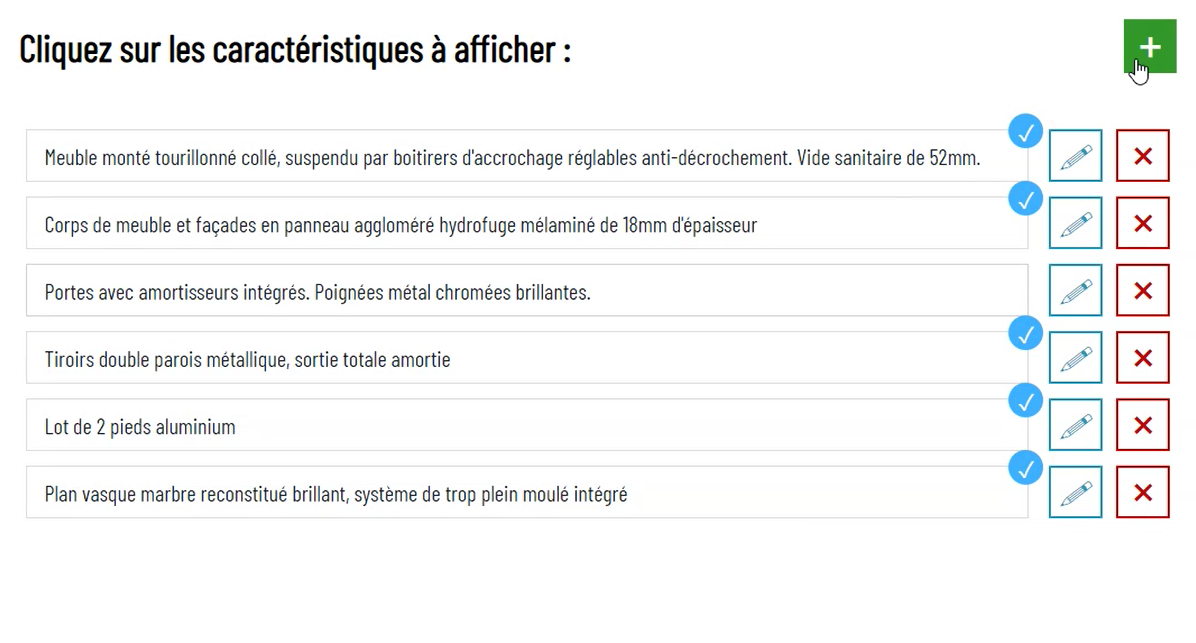 Cliquez sur les caractéristiques à afficher :
Meuble monté tourillonné collé, suspendu par boitirers d'accrochage réglables anti-décrochement. Vide sanitaire de 52mm.
Corps de meuble et façades en panneau aggloméré hydrofuge mélaminé de 18mm d'épaisseur
Portes avec amortisseurs intégrés. Poignées métal chromées brillantes.
Tiroirs double parois métallique, sortie totale amortie
Lot de 2 pieds aluminium
Plan vasque marbre reconstitué brillant, système de trop plein moulé intégré